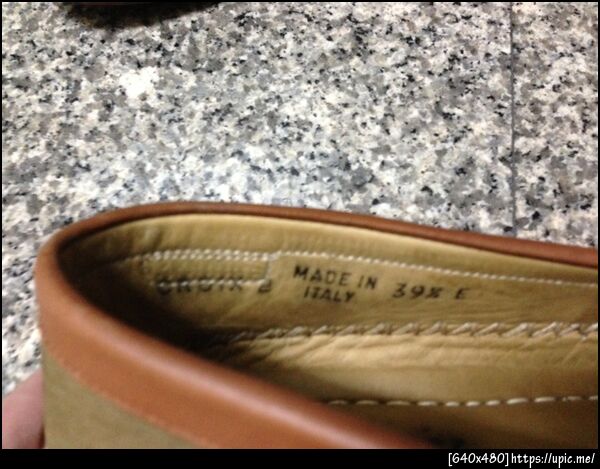 MADE IN
ITALY
39½ E
[640x480]https://upic.me/